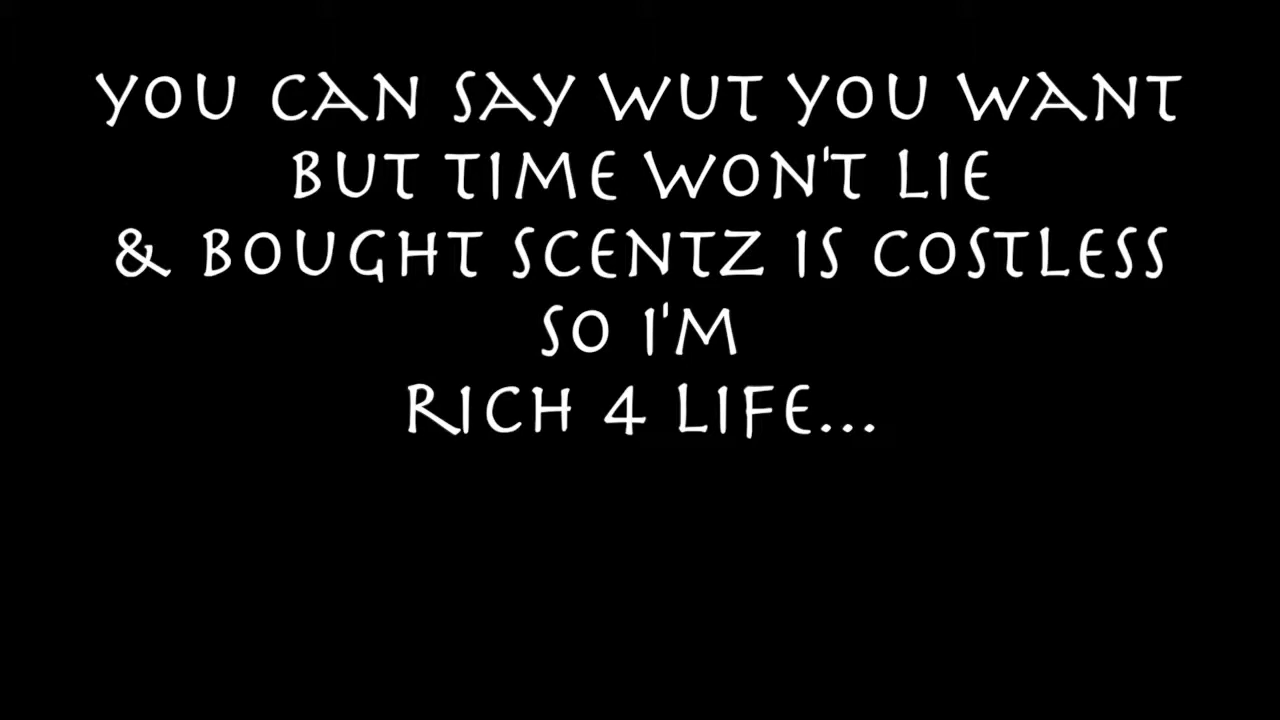 YOU CAN SAY WUT YOU WANT
BUT TIME WON'T LIE
& BOUGHT SCENTZ IS COSTLESS
SO I'M
RICH 4 LIFE...